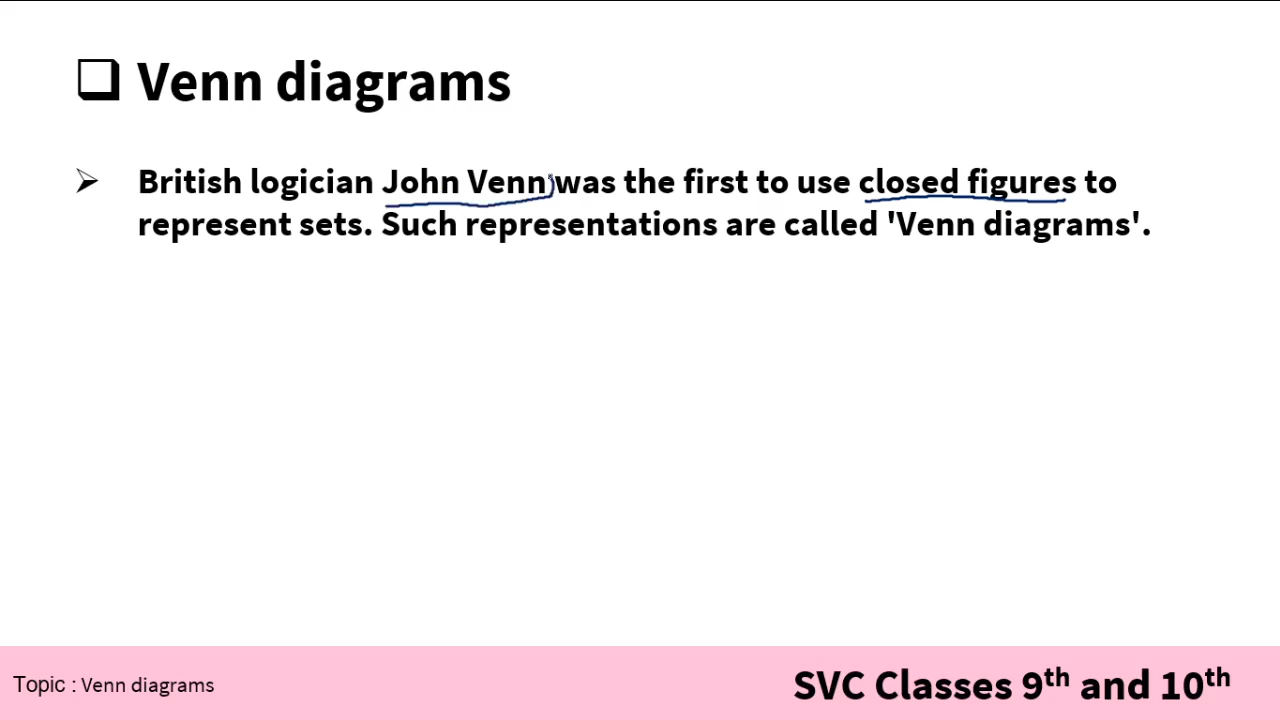 Venn diagrams
British logician John Venn was the first to use closed figures to
represent sets. Such representations are called 'Venn diagrams'.
Topic : Venn diagrams
SVC Classes 9th and 10th